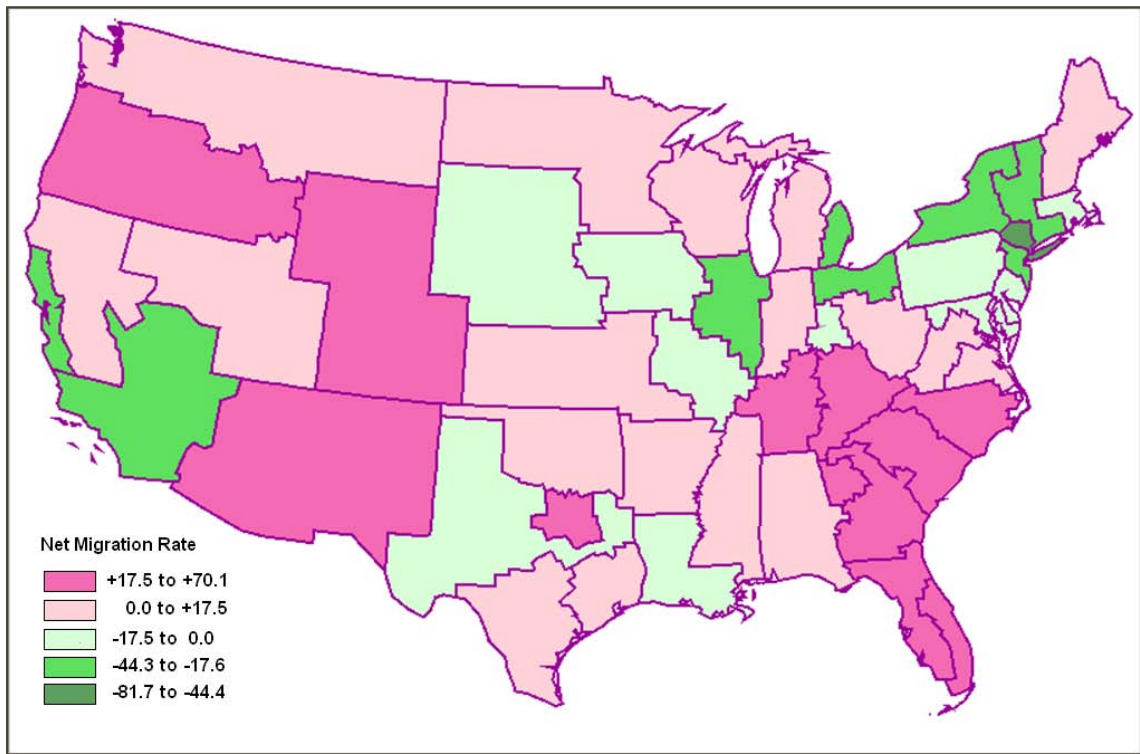 Net Migration Rate
+17.5 to +70.1
0.0 to +17.5
-17.5 to 0.0
-44.3 to -17.6
-81.7 to -44.4